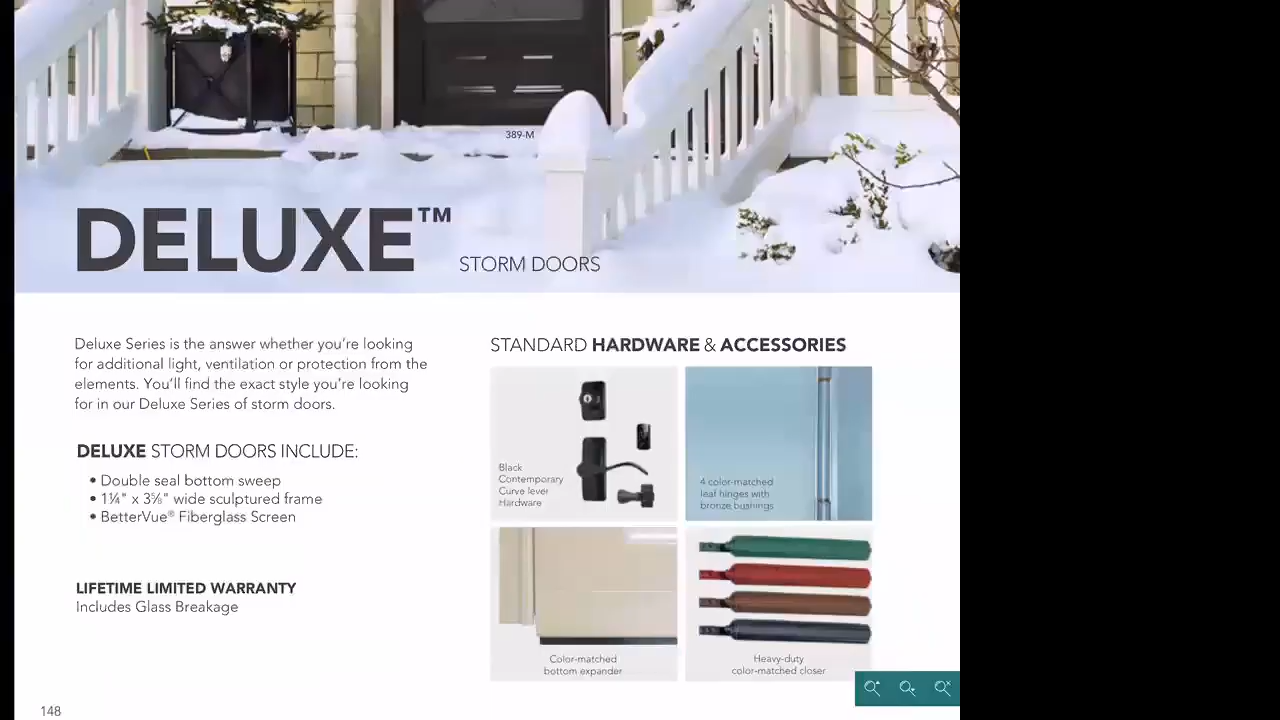 389-M
DELUXE™ STORM DOORS
Deluxe Series is the answer whether you're looking
for additional light, ventilation or protection from the
elements. You'll find the exact style you're looking
for in our Deluxe Series of storm doors.
DELUXE STORM DOORS INCLUDE:
• Double seal bottom sweep
• 1¼" x 3⅝" wide sculptured frame
• BetterVue® Fiberglass Screen
LIFETIME LIMITED WARRANTY
Includes Glass Breakage
STANDARD HARDWARE & ACCESSORIES
Black
Contemporary
Curve lever
Hardware
4 color-matched
leaf hinges with
bronze bushings
Color-matched
bottom expander
Heavy-duty
color-matched closer
148